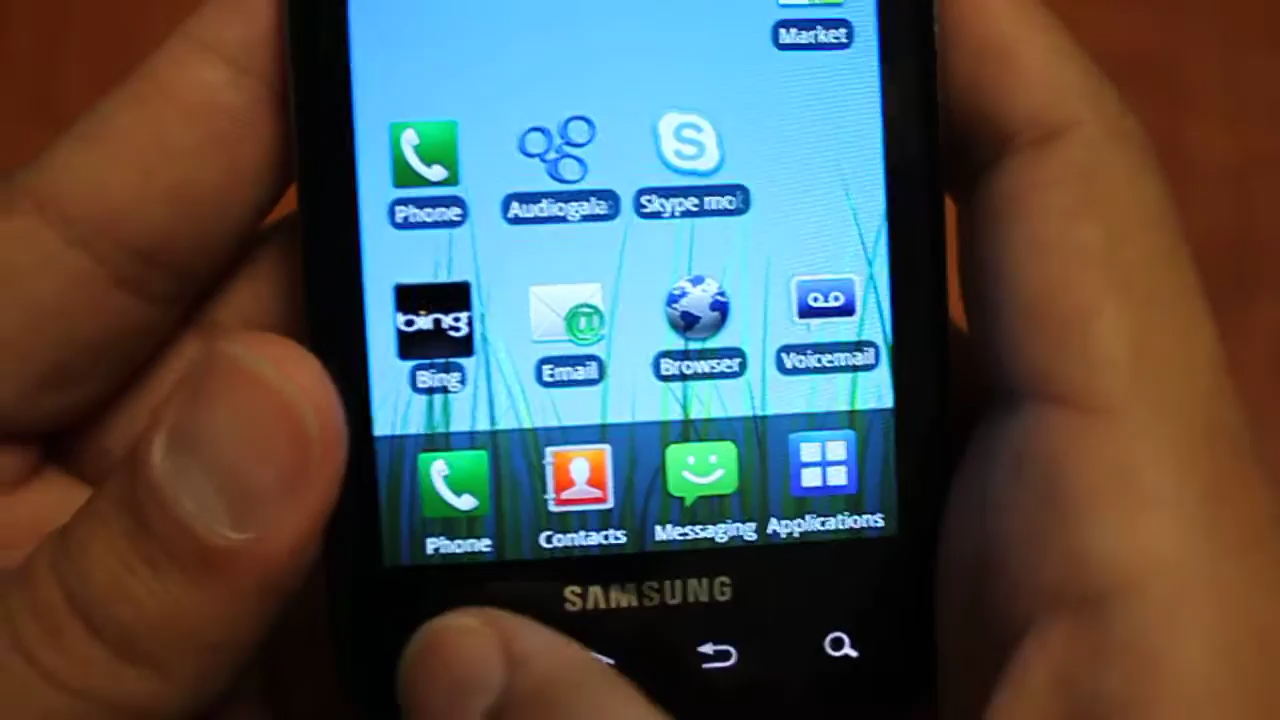 Market
Phone
Audiogala
Skype mo
bing
Bing
Email
Browser
Voicemail
Phone
Contacts
Messaging
Applications
SAMSUNG